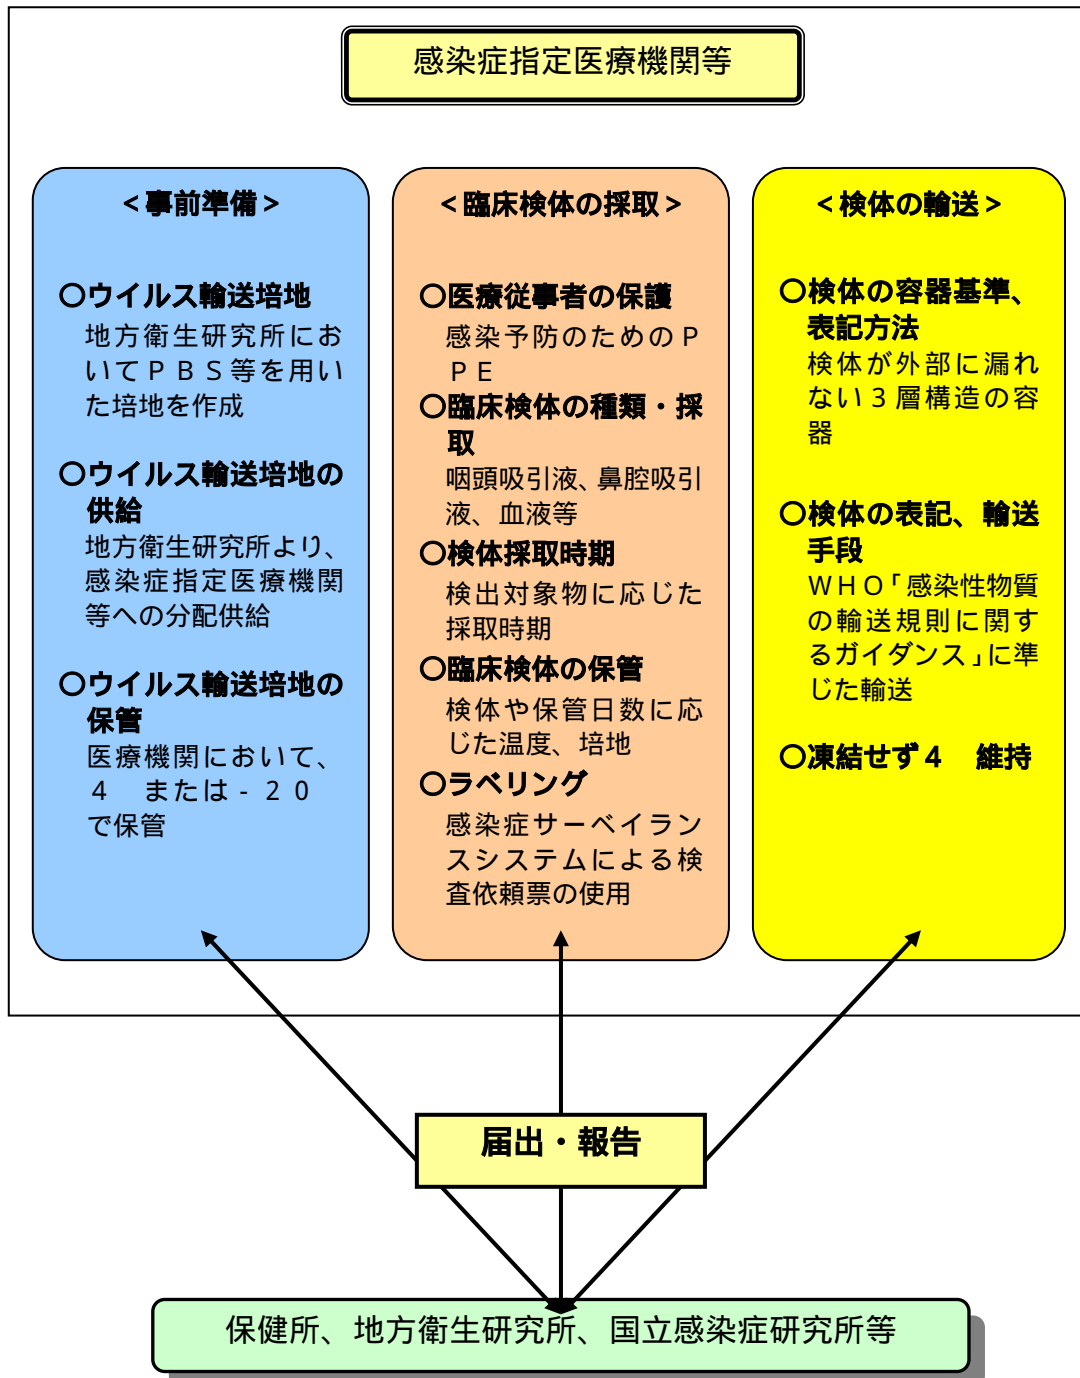 感染症指定医療機関等
＜事前準備＞
○ウイルス輸送培地
地方衛生研究所にお
いてＰＢＳ等を用い
た培地を作成
○ウイルス輸送培地の
供給
地方衛生研究所より、
感染症指定医療機関
等への分配供給
○ウイルス輸送培地の
保管
医療機関において、
４　または－２０
で保管
＜臨床検体の採取＞
○医療従事者の保護
感染予防のためのＰ
ＰＥ
○臨床検体の種類・採
取
咽頭吸引液、鼻腔吸引
液、血液等
○検体採取時期
検出対象物に応じた
採取時期
○臨床検体の保管
検体や保管日数に応
じた温度、培地
○ラベリング
感染症サーベイラン
スシステムによる検
査依頼票の使用
＜検体の輸送＞
○検体の容器基準、
表記方法
検体が外部に漏れ
ない３層構造の容
器
○検体の表記、輸送
手段
ＷＨＯ「感染性物質
の輸送規則に関す
るガイダンス」に準
じた輸送
○凍結せず４　維持
届出・報告
保健所、地方衛生研究所、国立感染症研究所等